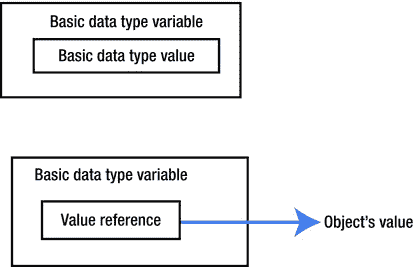 Basic data type variable
Basic data type value
Basic data type variable
Value reference
Object's value